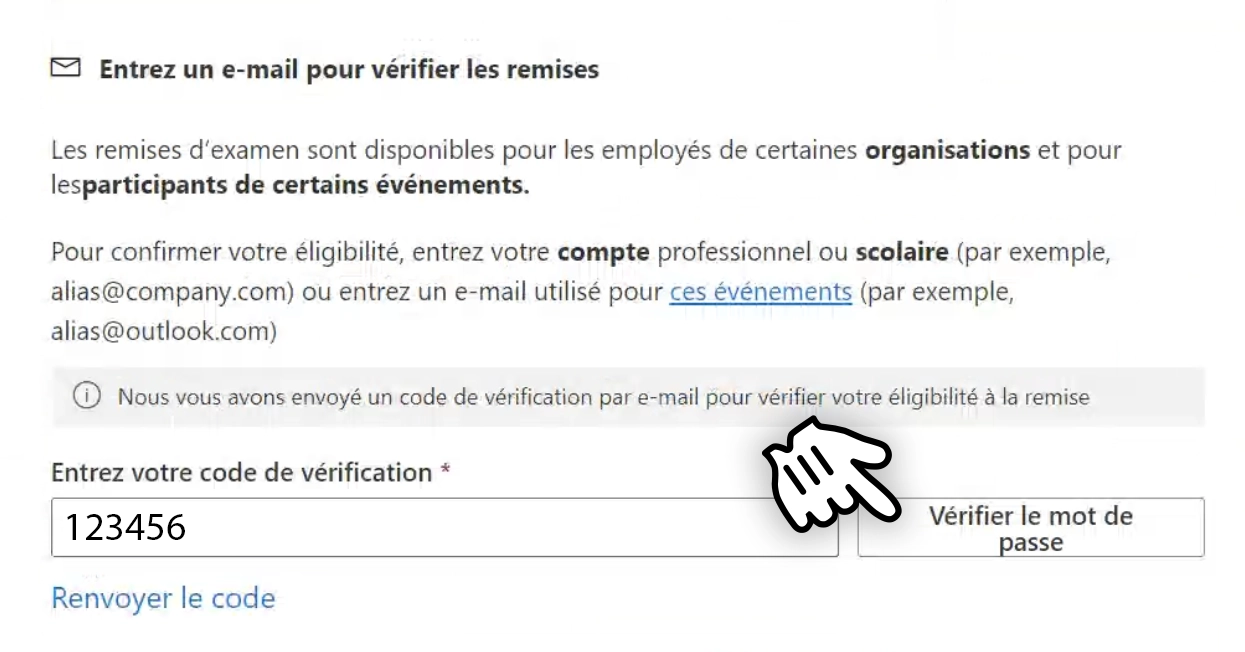 Entrez un e-mail pour vérifier les remises
Les remises d'examen sont disponibles pour les employés de certaines organisations et pour
lesparticipants de certains événements.
Pour confirmer votre éligibilité, entrez votre compte professionnel ou scolaire (par exemple,
alias@company.com) ou entrez un e-mail utilisé pour ces événements (par exemple,
alias@outlook.com)
Nous vous avons envoyé un code de vérification par e-mail pour vérifier votre éligibilité à la remise
Entrez votre code de vérification *
123456
Vérifier le mot de
passe
Renvoyer le code